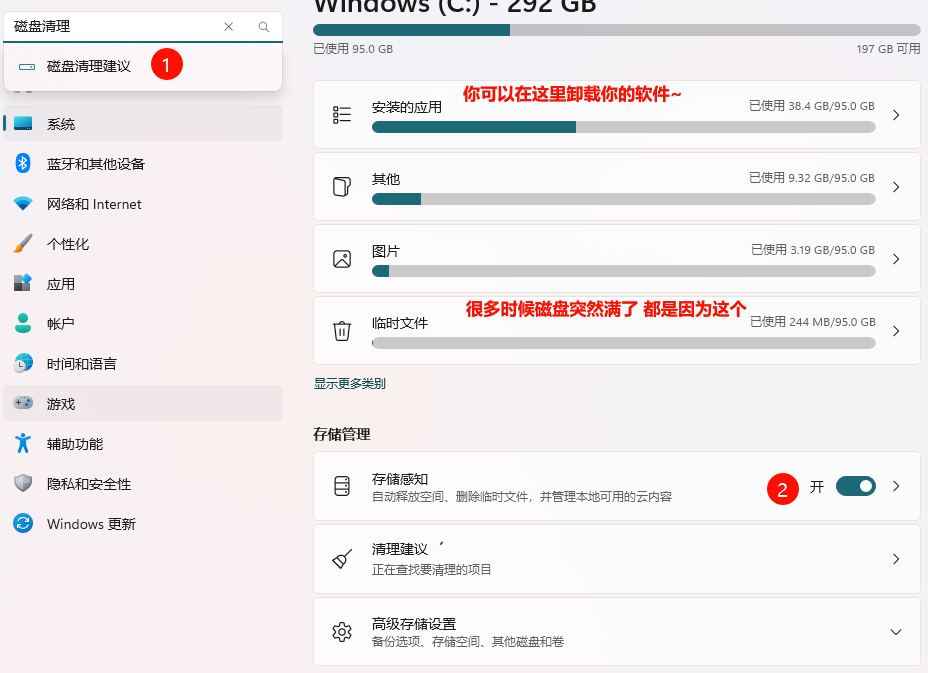 磁盘清理
磁盘清理建议
1
系统
蓝牙和其他设备
网络和 Internet
个性化
应用
帐户
时间和语言
游戏
辅助功能
隐私和安全性
Windows 更新
Windows (C:) - 292 GB
已使用 95.0 GB
197 GB 可用
你可以在这里卸载你的软件~
安装的应用
已使用 38.4 GB/95.0 GB
其他
已使用 9.32 GB/95.0 GB
图片
已使用 3.19 GB/95.0 GB
很多时候磁盘突然满了 都是因为这个
临时文件
已使用 244 MB/95.0 GB
显示更多类别
存储管理
存储感知
自动释放空间、删除临时文件，并管理本地可用的云内容
2
开
清理建议
正在查找要清理的项目
高级存储设置
备份选项、存储空间、其他磁盘和卷